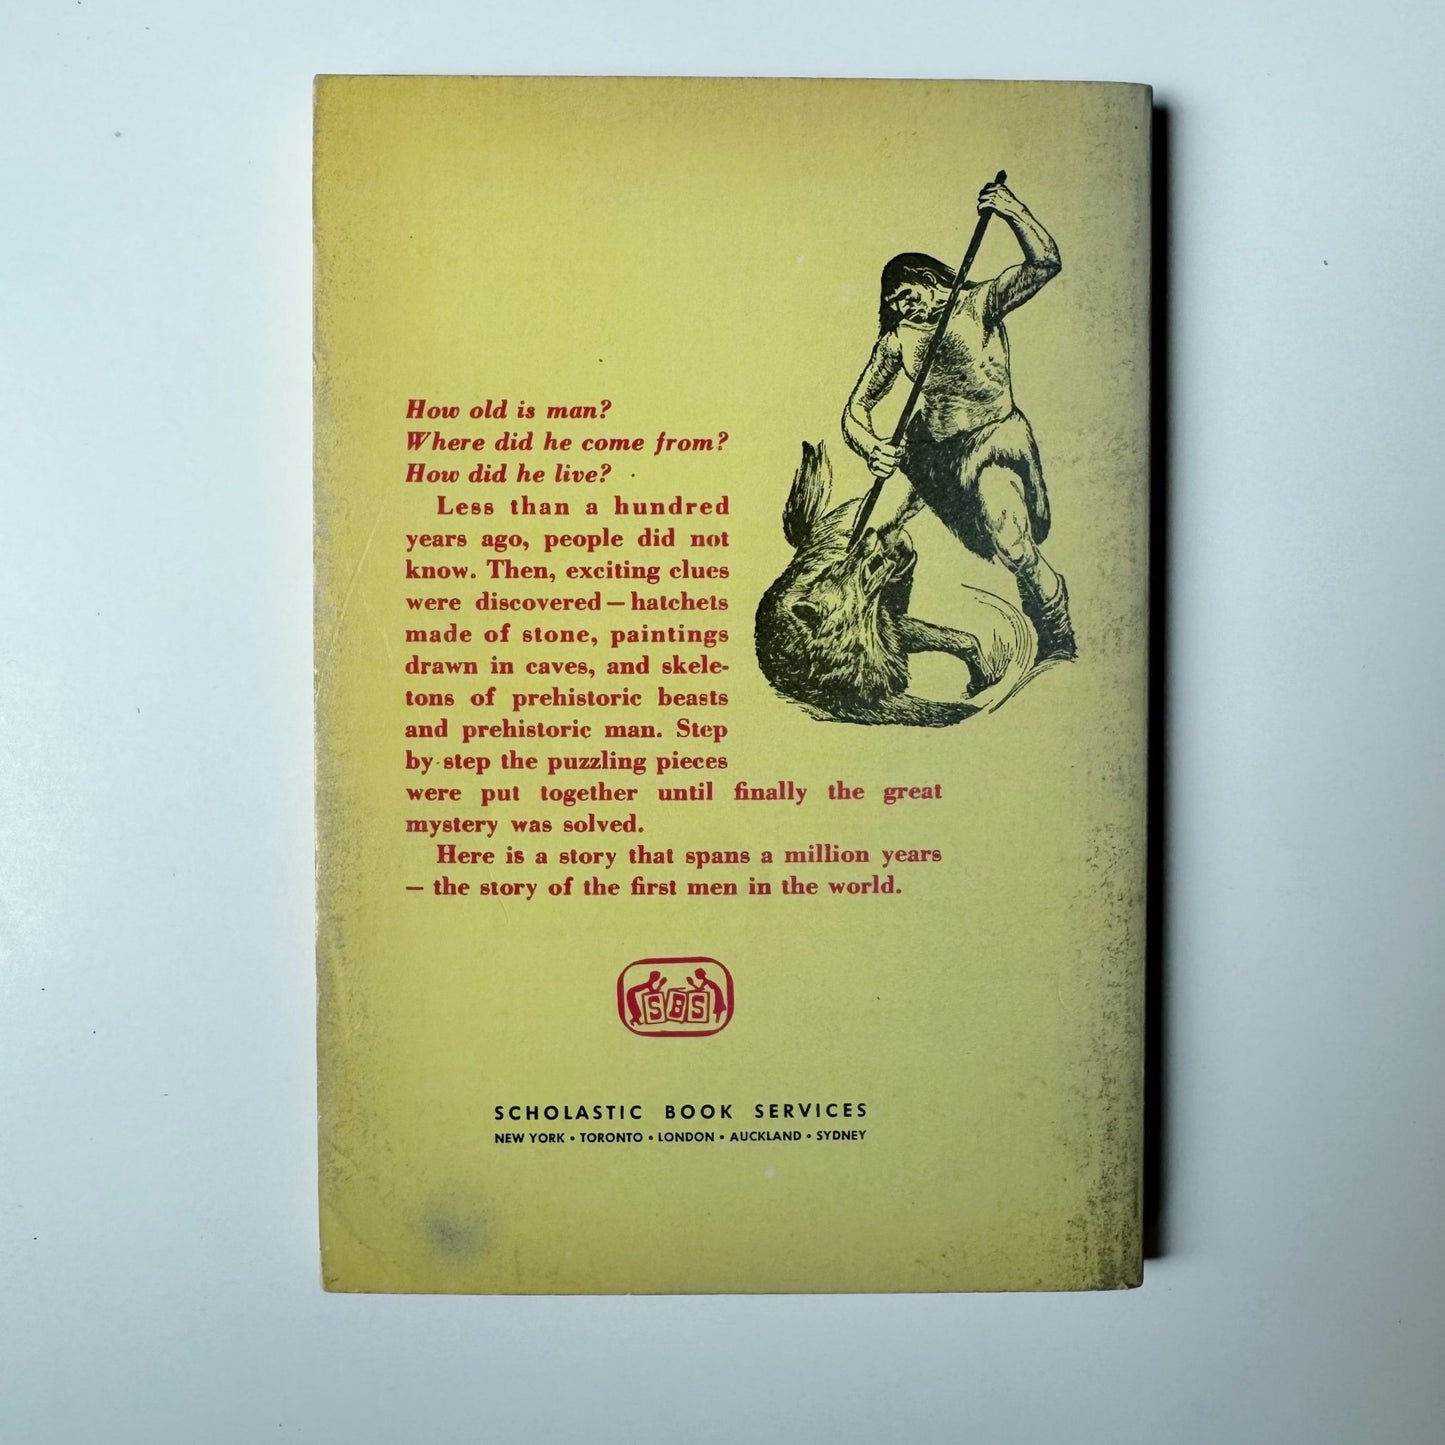 How old is man?
Where did he come from?
How did he live?
Less than a hundred
years ago, people did not
know. Then, exciting clues
were discovered — hatchets
made of stone, paintings
drawn in caves, and skele-
tons of prehistoric beasts
and prehistoric man. Step
by step the puzzling pieces
were put together until finally the great
mystery was solved.
Here is a story that spans a million years
— the story of the first men in the world.
SBS
SCHOLASTIC BOOK SERVICES
NEW YORK • TORONTO • LONDON • AUCKLAND • SYDNEY